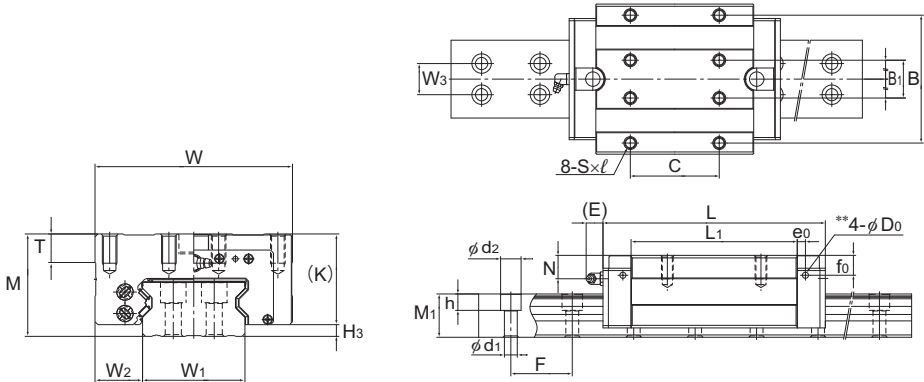 W3
B1
B
8-S×ℓ
C
W
T
M
(K)
H3
W2
W1
(E)
L
L1
e0
**4-φD0
φd2
N
f0
h
M1
φd1
F